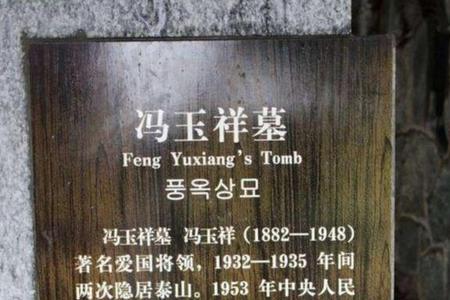 冯玉祥墓
Feng Yuxiang's Tomb
풍옥상묘
冯玉祥墓 冯玉祥（1882—1948）
著名爱国将领，1932—1935 年间
两次隐居泰山。1953 年中央人民